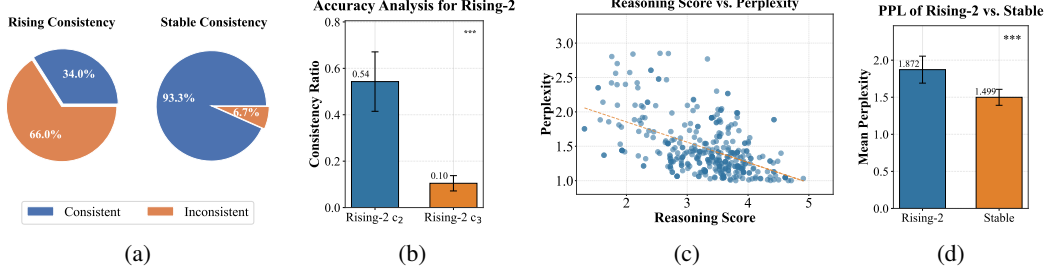 Rising Consistency
34.0%
66.0%
Stable Consistency
93.3%
6.7%
Consistent
Inconsistent
(a)
Accuracy Analysis for Rising-2
Consistency Ratio
0.8
0.6
0.4
0.2
0.0
0.54
0.10
***
Rising-2 c₂
Rising-2 c₃
(b)
Reasoning Score vs. Perplexity
Perplexity
3.0
2.5
2.0
1.5
1.0
2
3
4
5
Reasoning Score
(c)
PPL of Rising-2 vs. Stable
Mean Perplexity
2.0
1.5
1.0
0.5
0.0
1.872
1.499
***
Rising-2
Stable
(d)